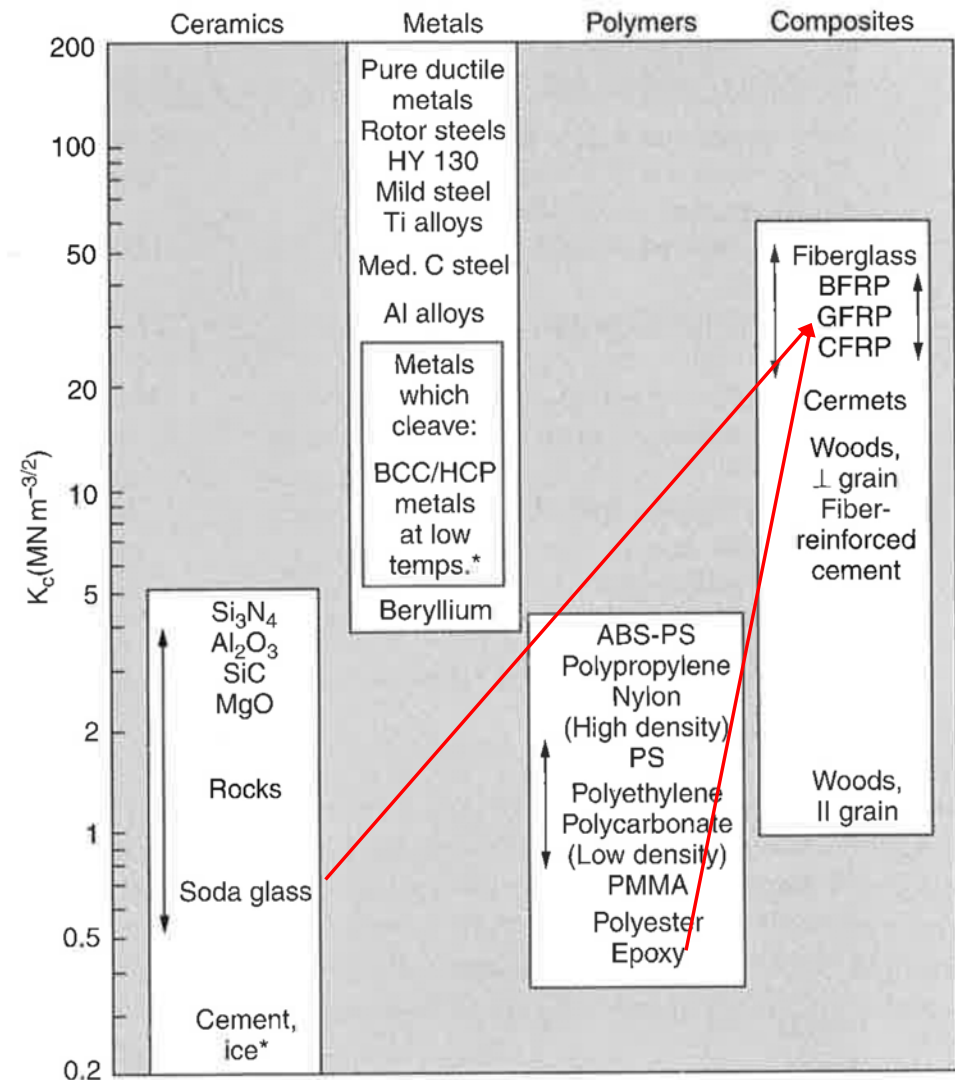 Ceramics
Metals
Polymers
Composites
K_c(MN m^−3/2)
200
100
50
20
10
5
2
1
0.5
0.2
Si₃N₄
Al₂O₃
SiC
MgO
Rocks
Soda glass
Cement,
ice*
Pure ductile
metals
Rotor steels
HY 130
Mild steel
Ti alloys
Med. C steel
Al alloys
Metals
which
cleave:
BCC/HCP
metals
at low
temps.*
Beryllium
ABS-PS
Polypropylene
Nylon
(High density)
PS
Polyethylene
Polycarbonate
(Low density)
PMMA
Polyester
Epoxy
Fiberglass
BFRP
GFRP
CFRP
Cermets
Woods,
⊥ grain
Fiber-
reinforced
cement
Woods,
II grain